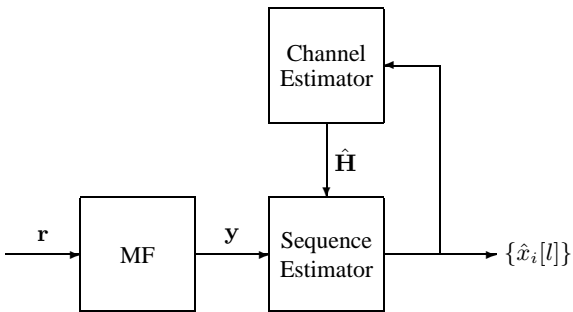 Channel
Estimator
Ĥ
r
MF
y
Sequence
Estimator
{x̂ᵢ[l]}